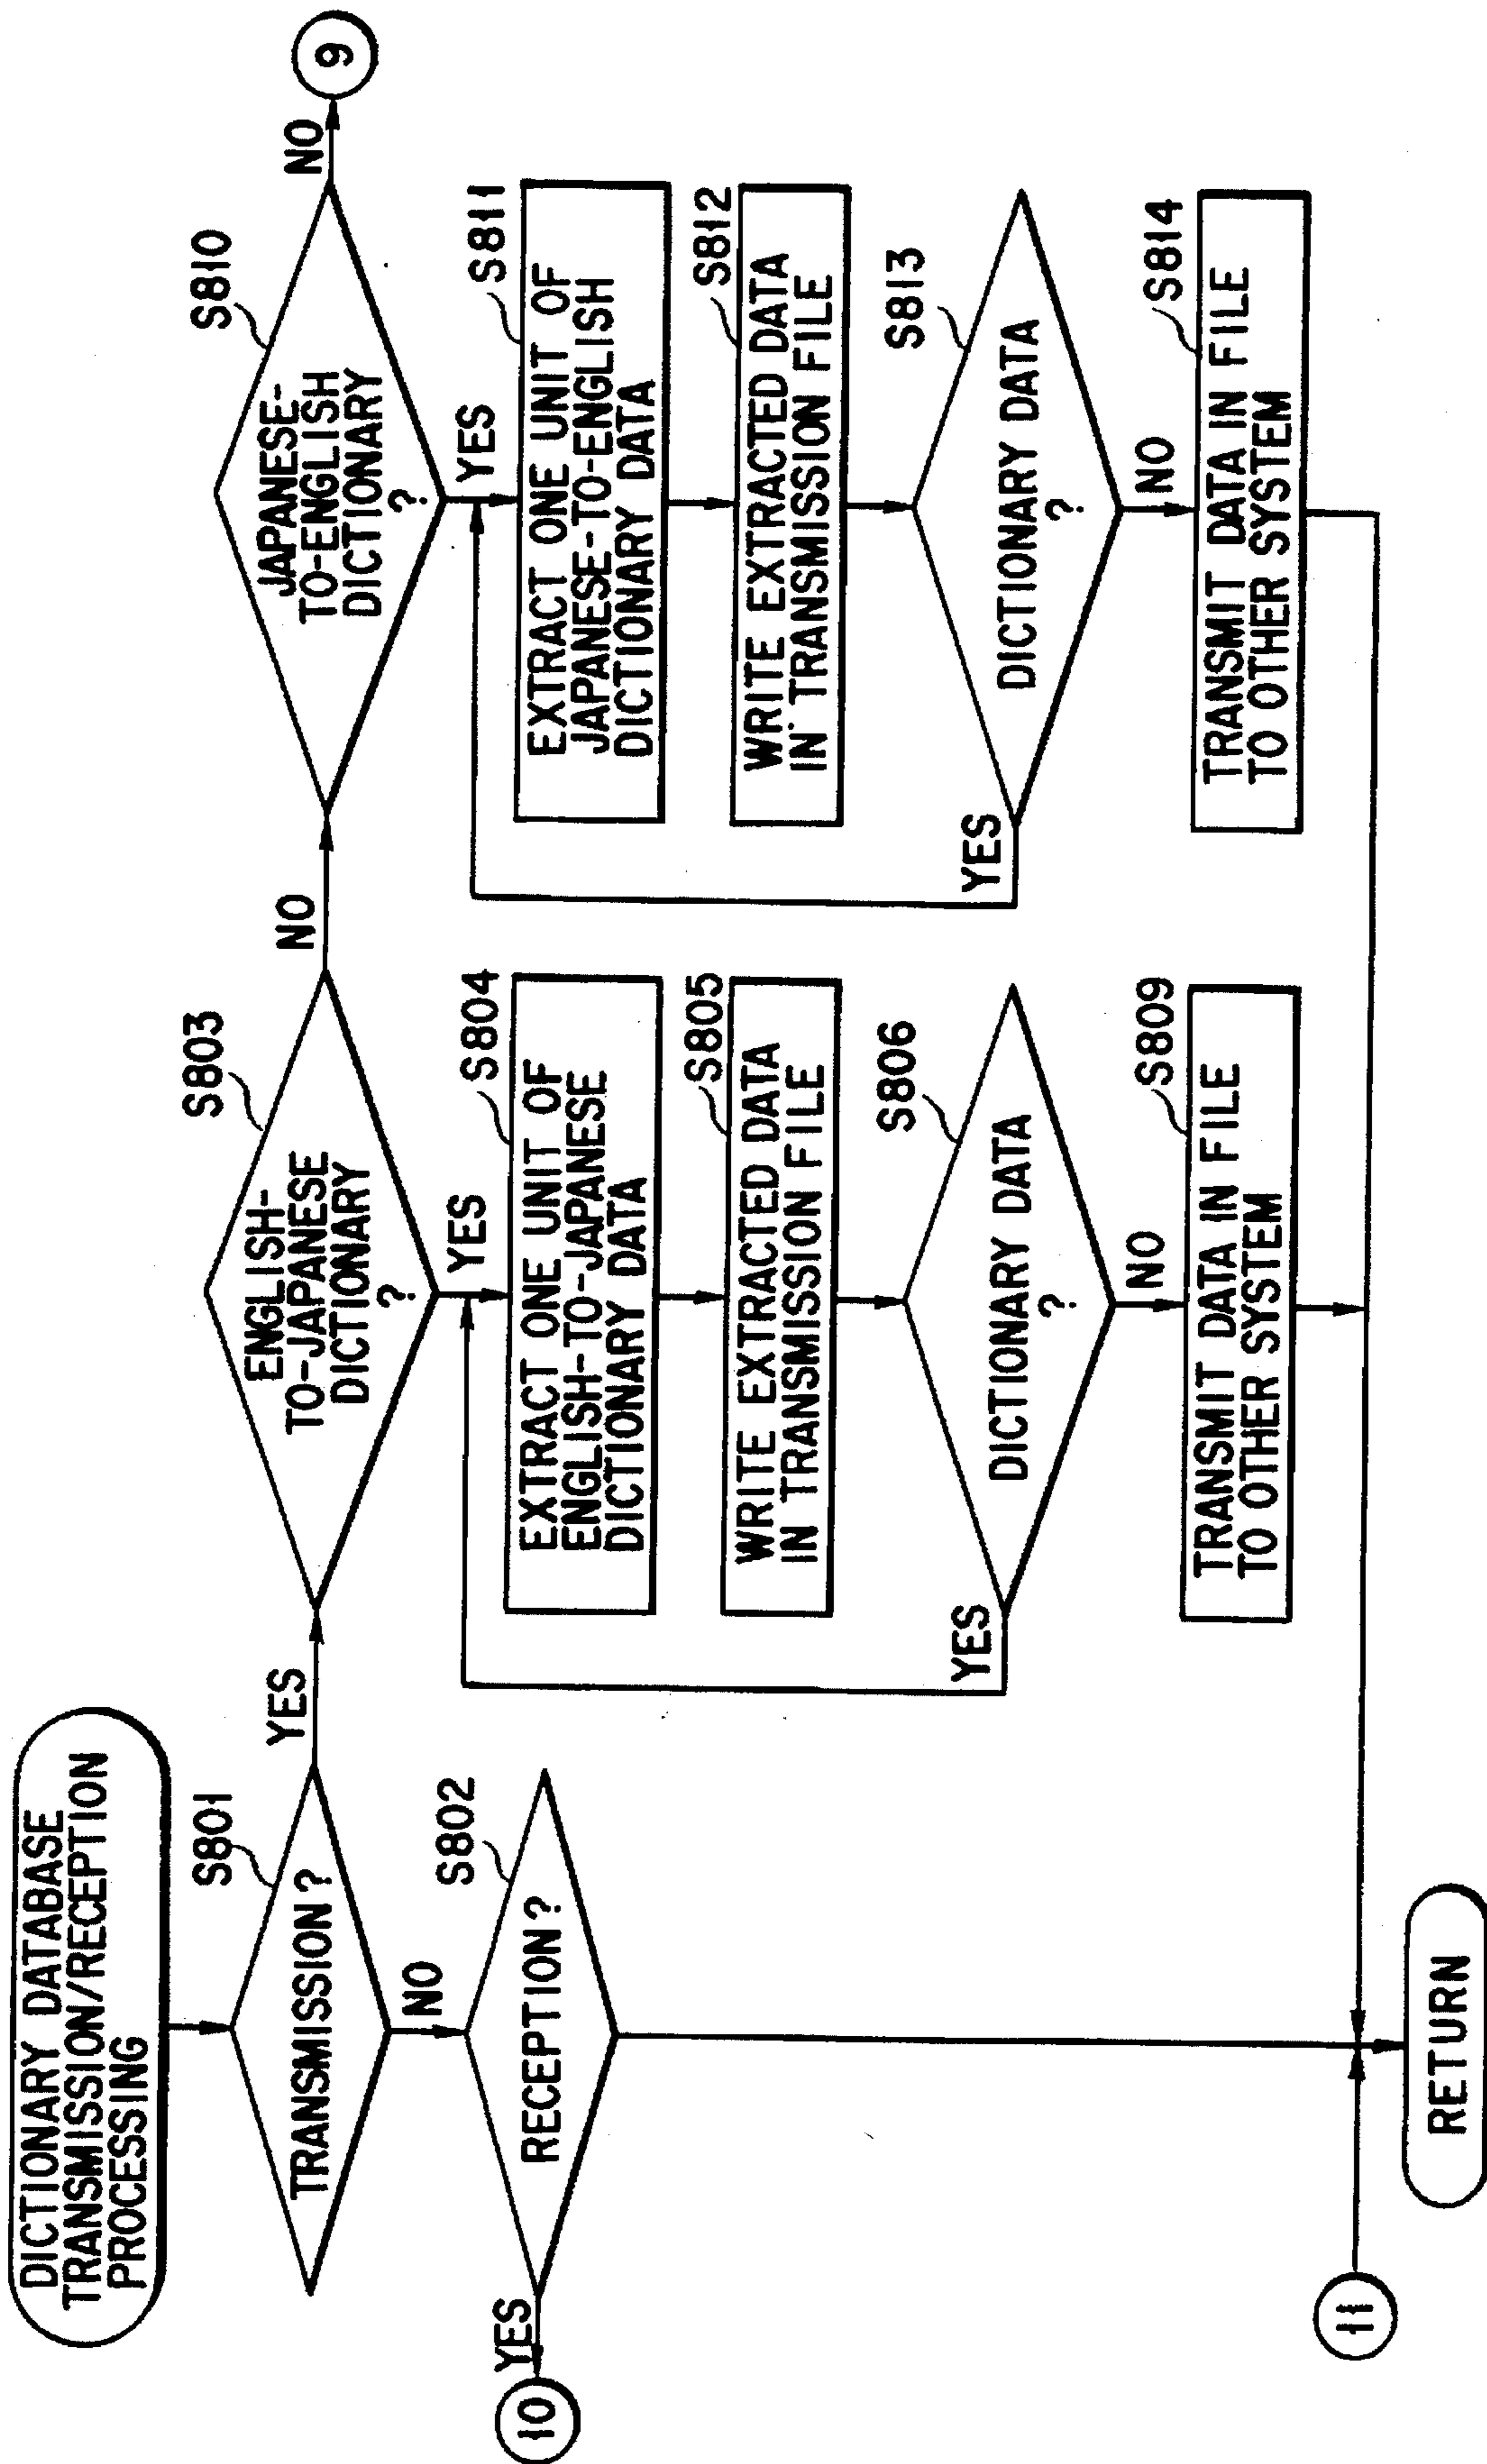 DICTIONARY DATABASE
TRANSMISSION/RECEPTION
PROCESSING
S801
TRANSMISSION?
YES
NO
S802
RECEPTION?
YES
10
S803
ENGLISH-
TO-JAPANESE
DICTIONARY
?
NO
YES
S804
EXTRACT ONE UNIT OF
ENGLISH-TO-JAPANESE
DICTIONARY DATA
S805
WRITE EXTRACTED DATA
IN TRANSMISSION FILE
S806
DICTIONARY DATA
?
YES
NO
S809
TRANSMIT DATA IN FILE
TO OTHER SYSTEM
S810
JAPANESE-
TO-ENGLISH
DICTIONARY
?
NO
9
YES
S811
EXTRACT ONE UNIT OF
JAPANESE-TO-ENGLISH
DICTIONARY DATA
S812
WRITE EXTRACTED DATA
IN TRANSMISSION FILE
S813
DICTIONARY DATA
?
YES
NO
S814
TRANSMIT DATA IN FILE
TO OTHER SYSTEM
11
RETURN